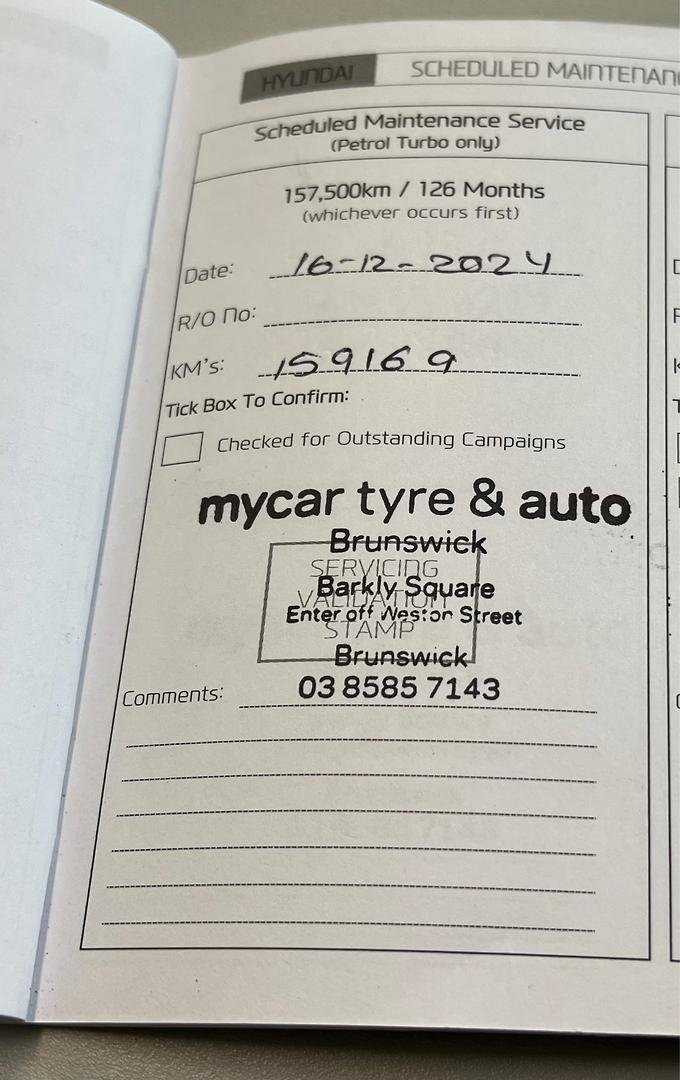 HYUNDAI SCHEDULED MAINTENAN
Scheduled Maintenance Service
(Petrol Turbo only)
157,500km / 126 Months
(whichever occurs first)
Date: 16-12-2024
R/O No:
KM's: 159169
Tick Box To Confirm:
Checked for Outstanding Campaigns
mycar tyre & auto
Brunswick
SERVICING
Barkly Square
VALIDATION
Enter off Weston Street
STAMP
Brunswick
03 8585 7143
Comments: